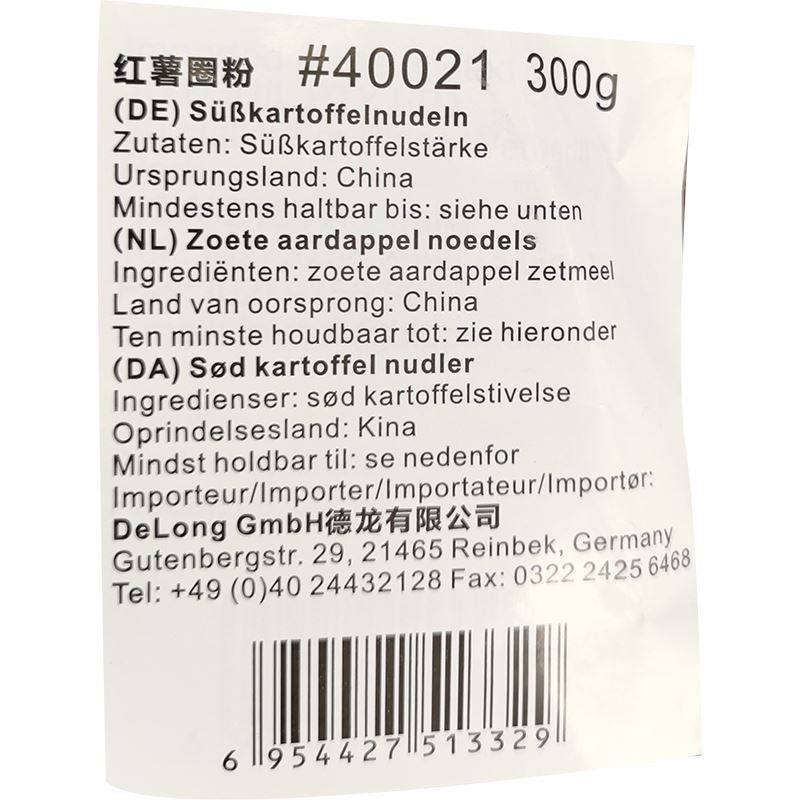 红薯圈粉 #40021 300g
(DE) Süßkartoffelnudeln
Zutaten: Süßkartoffelstärke
Ursprungsland: China
Mindestens haltbar bis: siehe unten
(NL) Zoete aardappel noedels
Ingrediënten: zoete aardappel zetmeel
Land van oorsprong: China
Ten minste houdbaar tot: zie hieronder
(DA) Sød kartoffel nudler
Ingredienser: sød kartoffelstivelse
Oprindelsesland: Kina
Mindst holdbar til: se nedenfor
Importeur/Importer/Importateur/Importør:
DeLong GmbH德龙有限公司
Gutenbergstr. 29, 21465 Reinbek, Germany
Tel: +49 (0)40 24432128 Fax: 0322 2425 6468
6 954427 513329